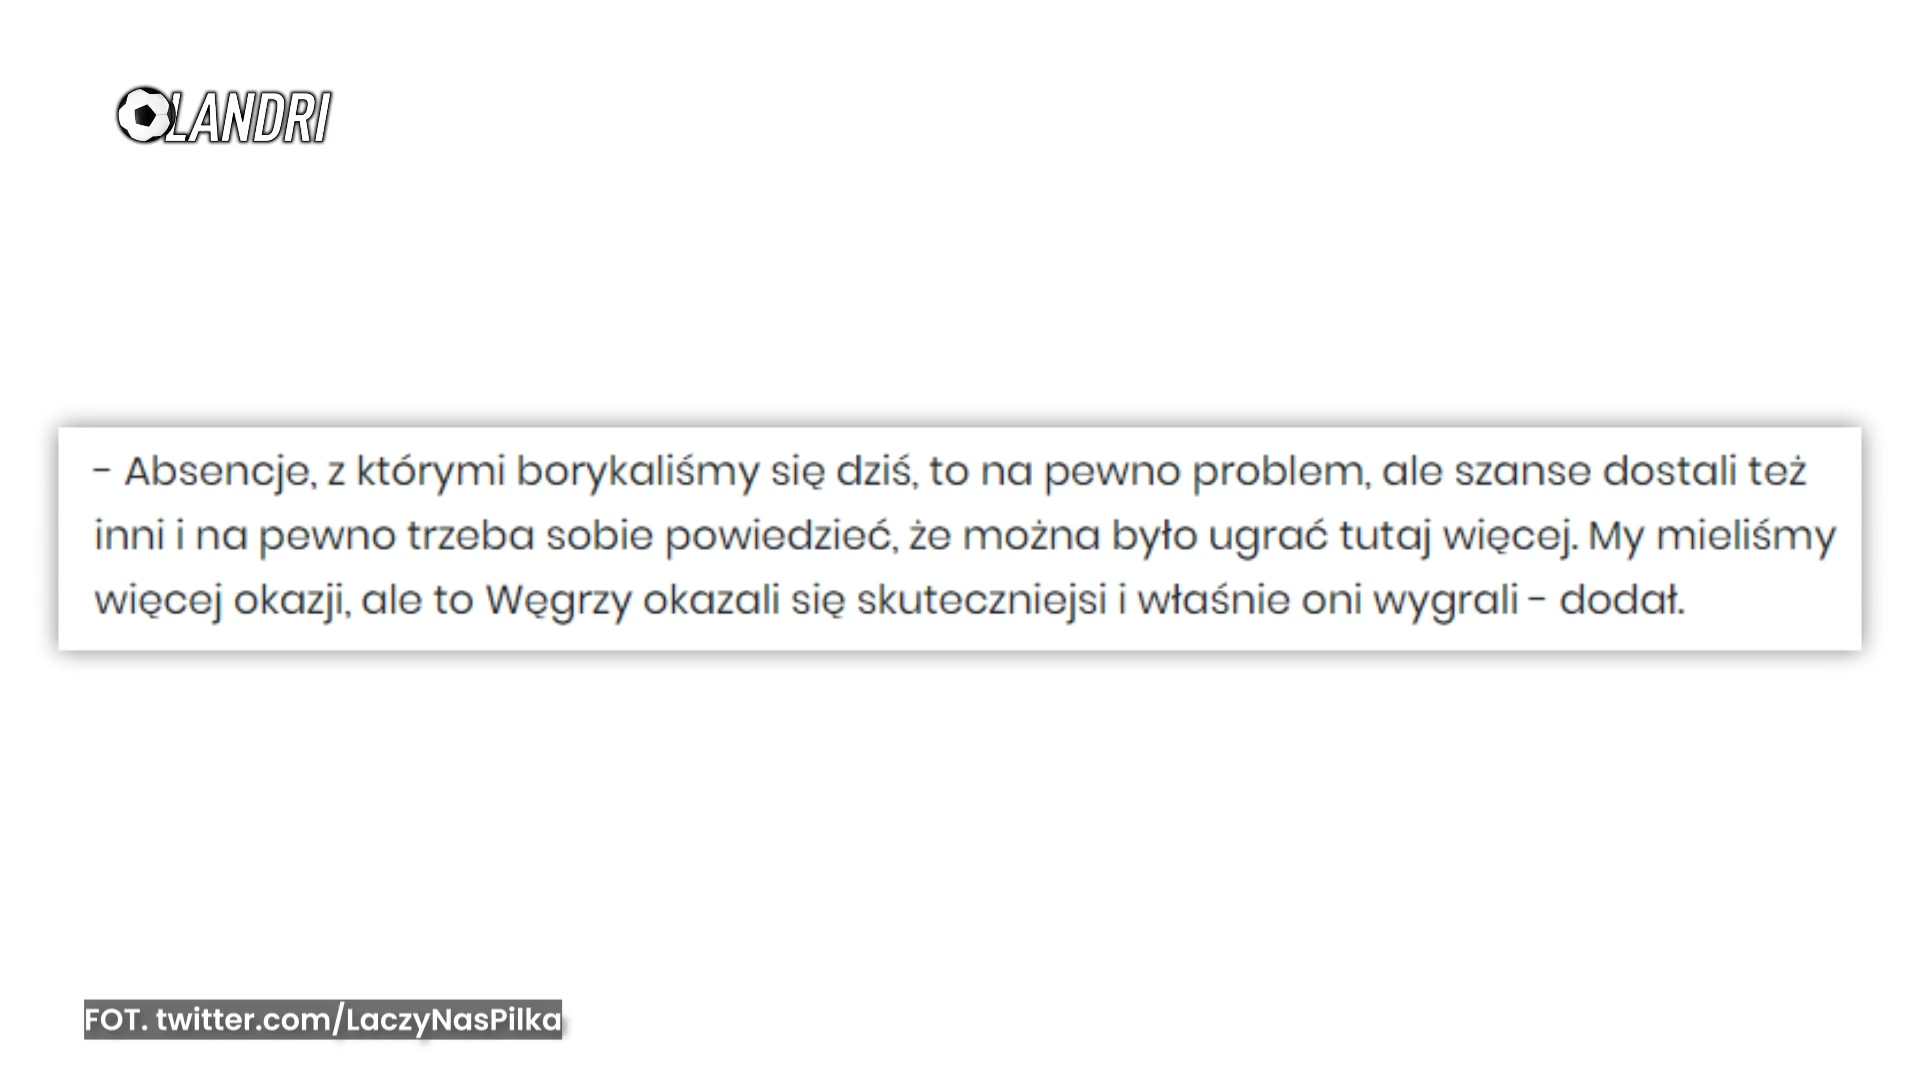 OLANDRI
- Absencje, z którymi borykaliśmy się dziś, to na pewno problem, ale szanse dostali też
inni i na pewno trzeba sobie powiedzieć, że można było ugrać tutaj więcej. My mieliśmy
więcej okazji, ale to Węgrzy okazali się skuteczniejsi i właśnie oni wygrali - dodał.
FOT. twitter.com/LaczyNasPilka